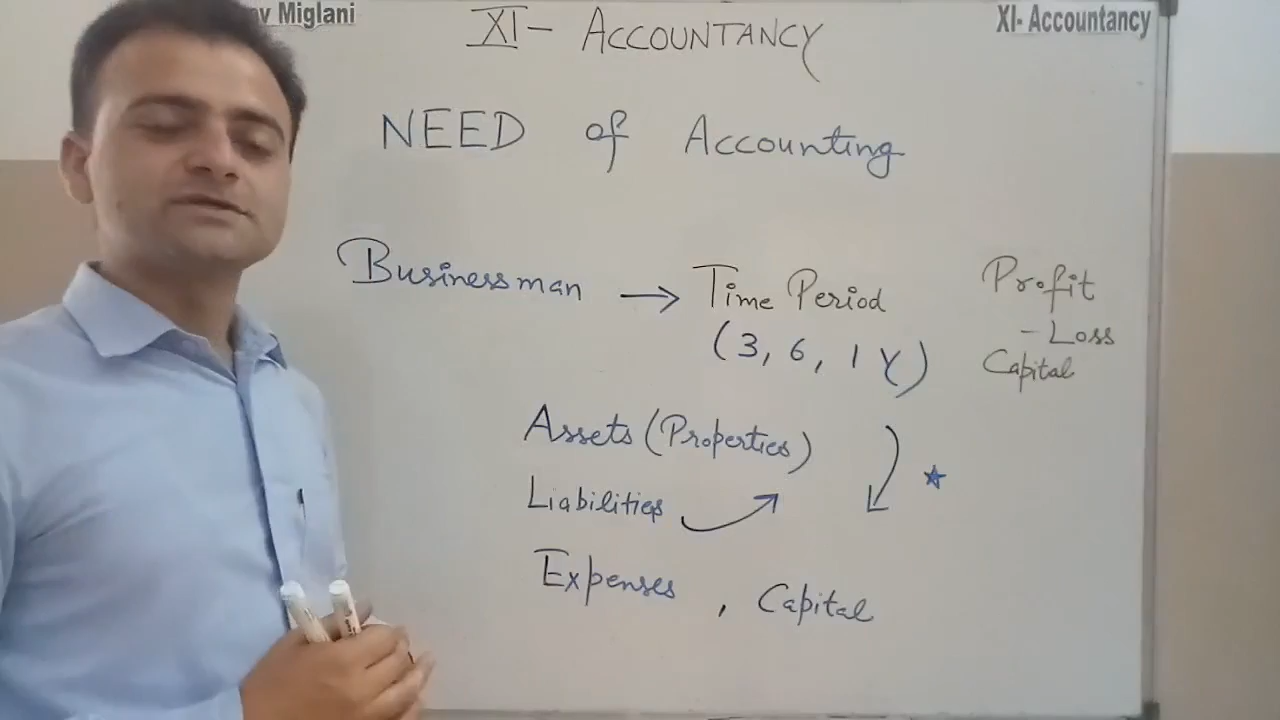 Miglani
XI- Accountancy
XI- ACCOUNTANCY
NEED of Accounting
Businessman → Time Period
(3, 6, 1 Y)
Profit
- Loss
Capital
Assets (Properties)
Liabilities
Expenses , Capital